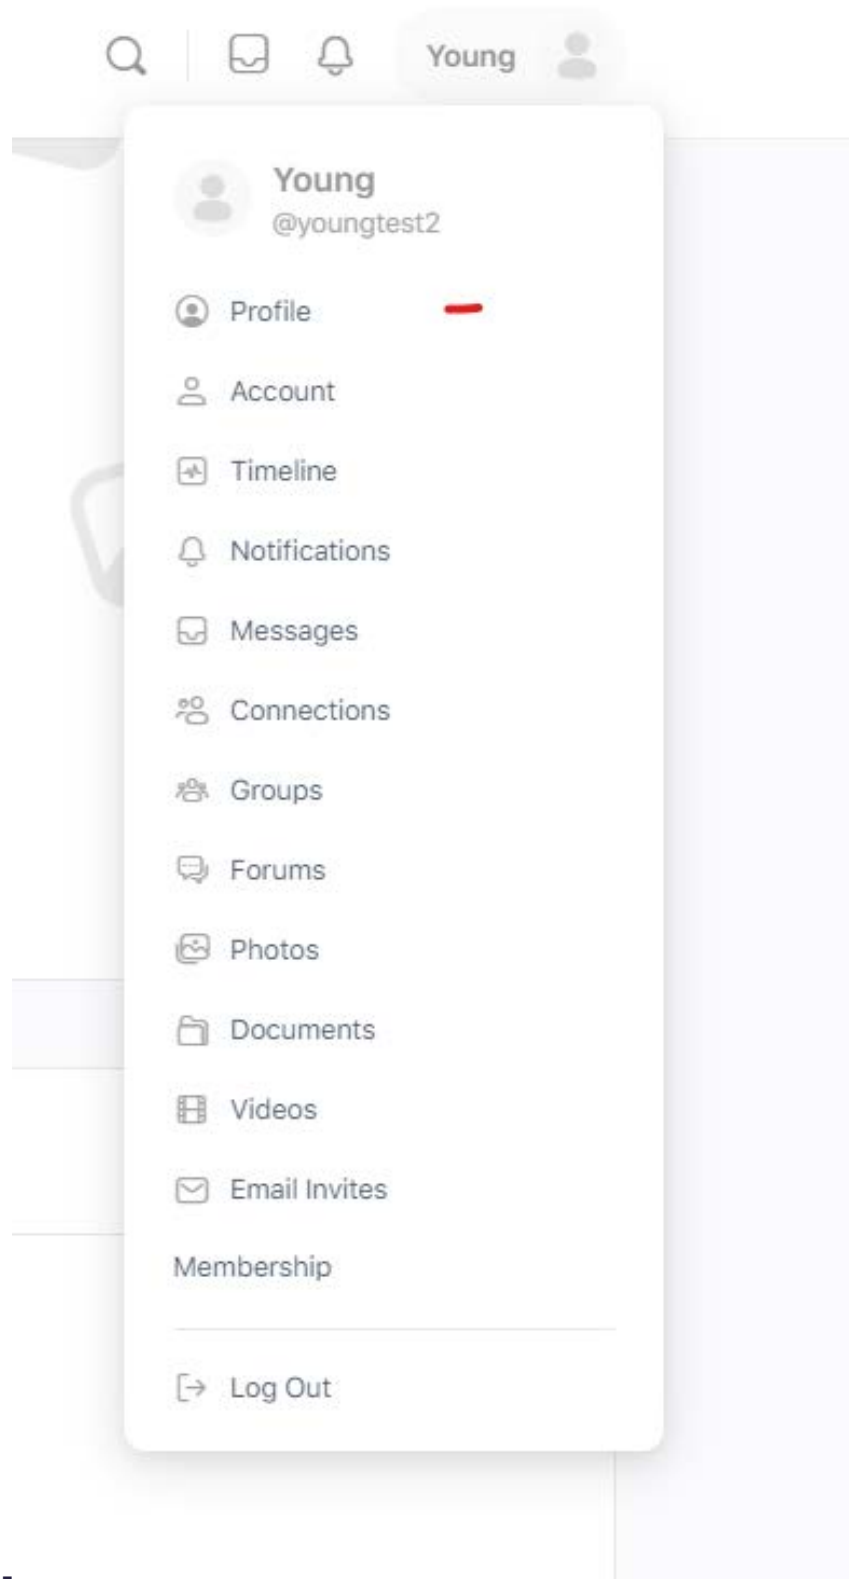 Young
Young
@youngtest2
Profile
Account
Timeline
Notifications
Messages
Connections
Groups
Forums
Photos
Documents
Videos
Email Invites
Membership
Log Out